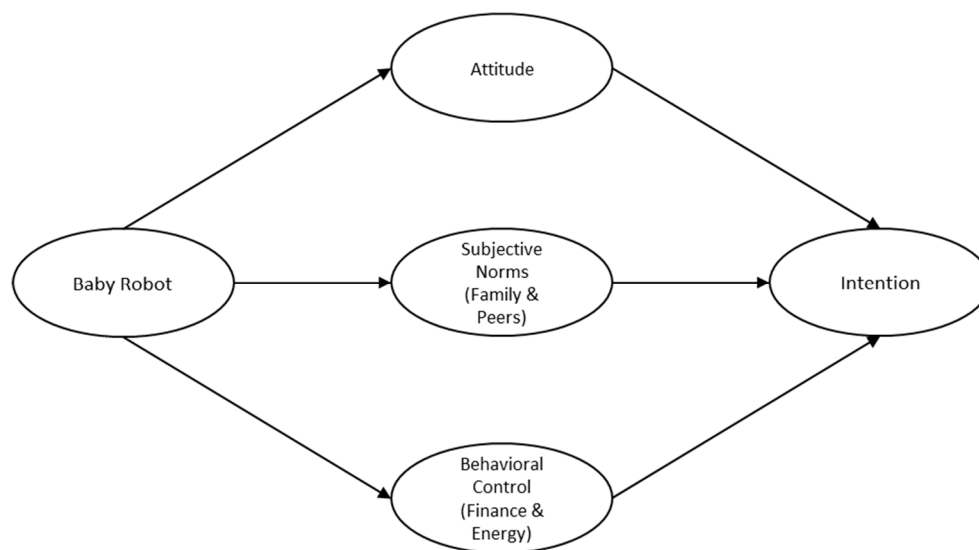 Attitude
Baby Robot
Subjective
Norms
(Family &
Peers)
Intention
Behavioral
Control
(Finance &
Energy)